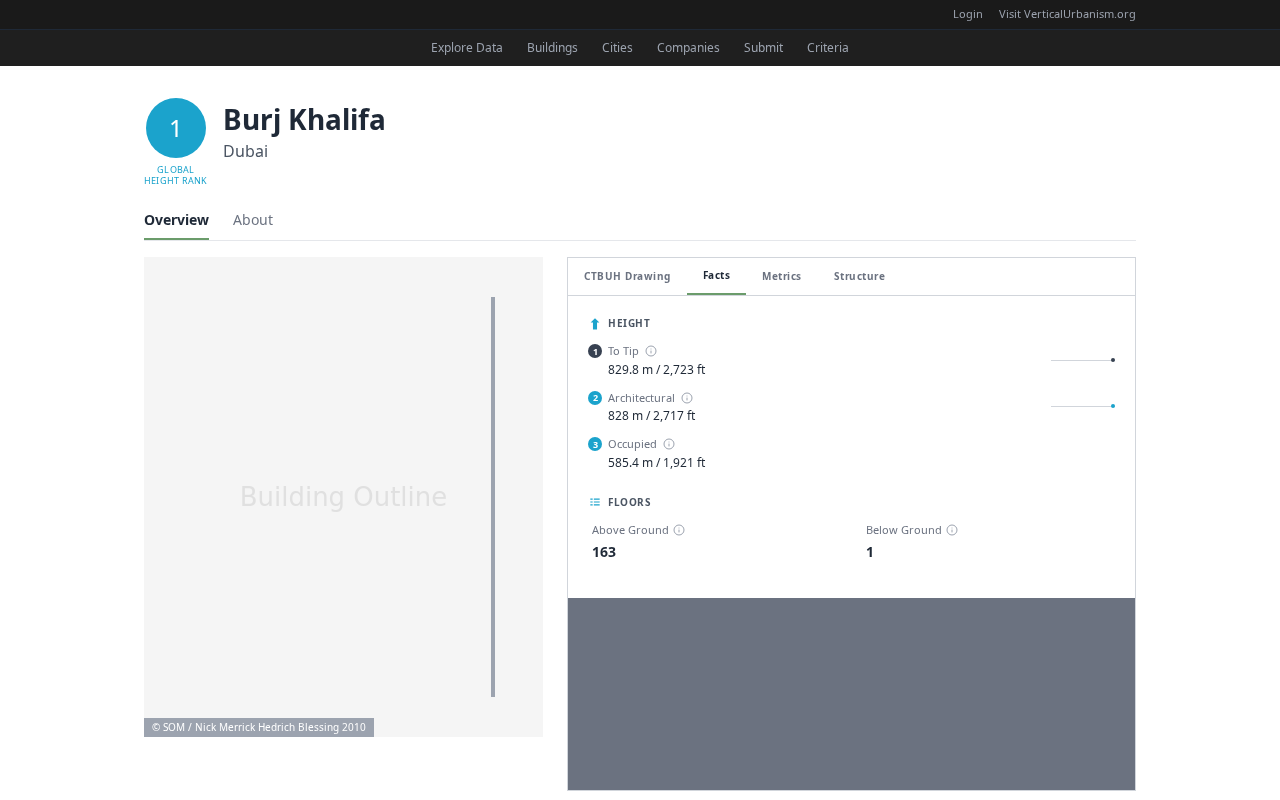 Login Visit VerticalUrbanism.org
Explore Data Buildings Cities Companies Submit Criteria
1
GLOBAL
HEIGHT RANK
Burj Khalifa
Dubai
Overview About
Building Outline
© SOM / Nick Merrick Hedrich Blessing 2010
CTBUH Drawing Facts Metrics Structure
HEIGHT
1 To Tip
829.8 m / 2,723 ft
2 Architectural
828 m / 2,717 ft
3 Occupied
585.4 m / 1,921 ft
FLOORS
Above Ground Below Ground
163 1